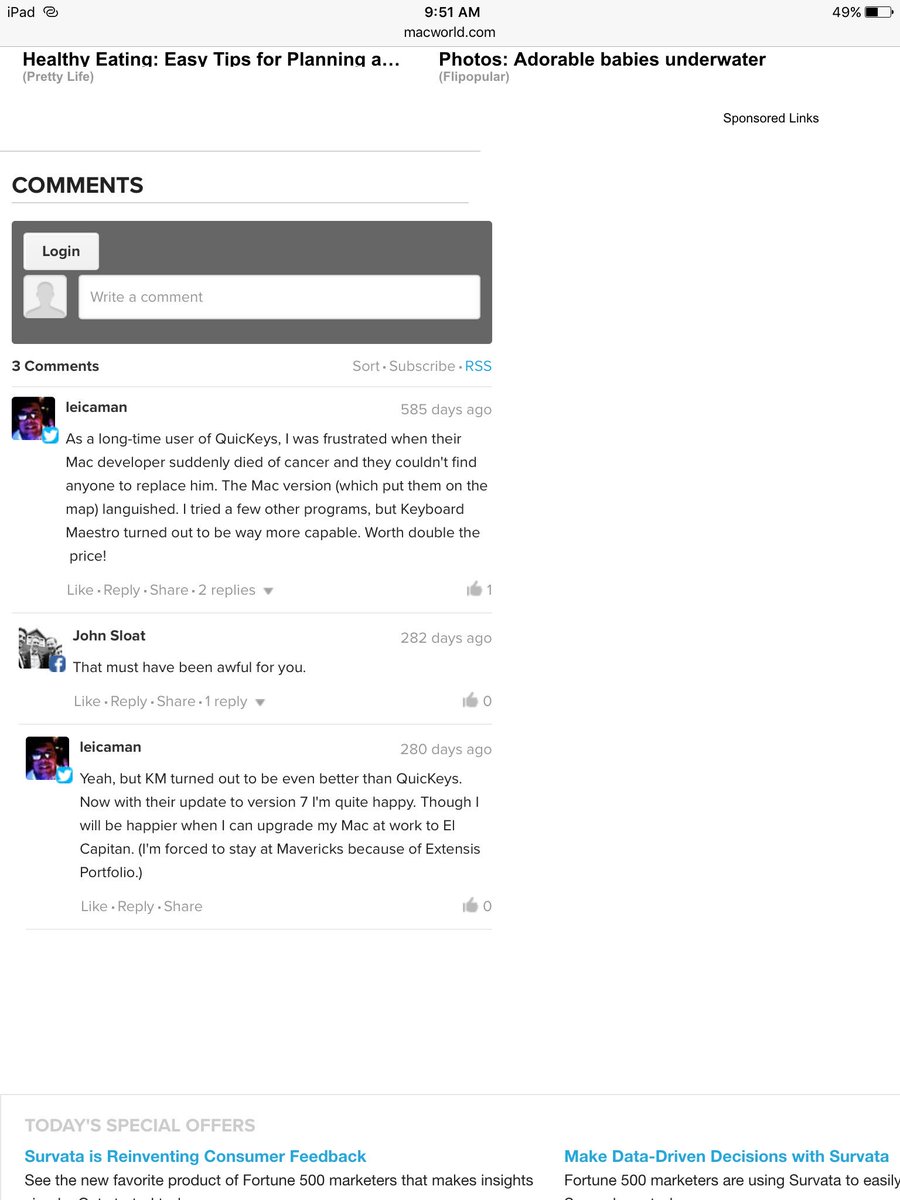 iPad 9:51 AM 49%
macworld.com
Healthy Eating: Easy Tips for Planning a... Photos: Adorable babies underwater
(Pretty Life) (Flipopular)
Sponsored Links
COMMENTS
Login
Write a comment
3 Comments Sort • Subscribe • RSS
leicaman 585 days ago
As a long-time user of QuicKeys, I was frustrated when their
Mac developer suddenly died of cancer and they couldn't find
anyone to replace him. The Mac version (which put them on the
map) languished. I tried a few other programs, but Keyboard
Maestro turned out to be way more capable. Worth double the
price!
Like • Reply • Share • 2 replies 1
John Sloat 282 days ago
That must have been awful for you.
Like • Reply • Share • 1 reply 0
leicaman 280 days ago
Yeah, but KM turned out to be even better than QuicKeys.
Now with their update to version 7 I'm quite happy. Though I
will be happier when I can upgrade my Mac at work to El
Capitan. (I'm forced to stay at Mavericks because of Extensis
Portfolio.)
Like • Reply • Share 0
TODAY'S SPECIAL OFFERS
Survata is Reinventing Consumer Feedback Make Data-Driven Decisions with Survata
See the new favorite product of Fortune 500 marketers that makes insights Fortune 500 marketers are using Survata to easily